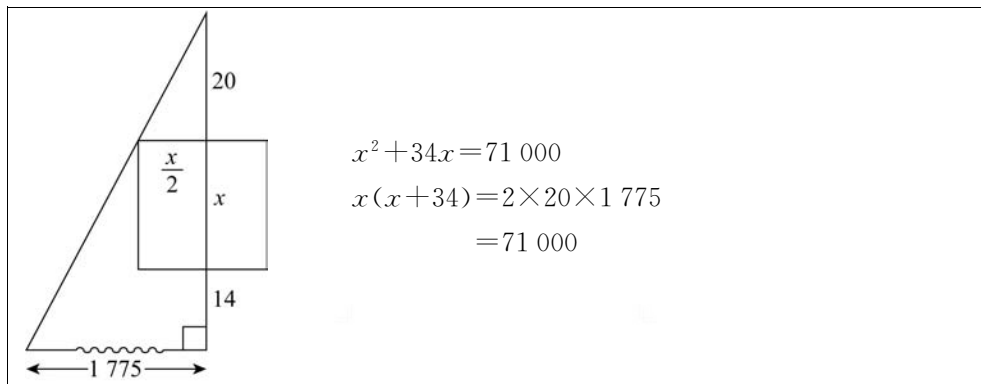 20
x²+34x=71 000
x/2
x
x(x+34)=2×20×1 775
=71 000
14
1 775